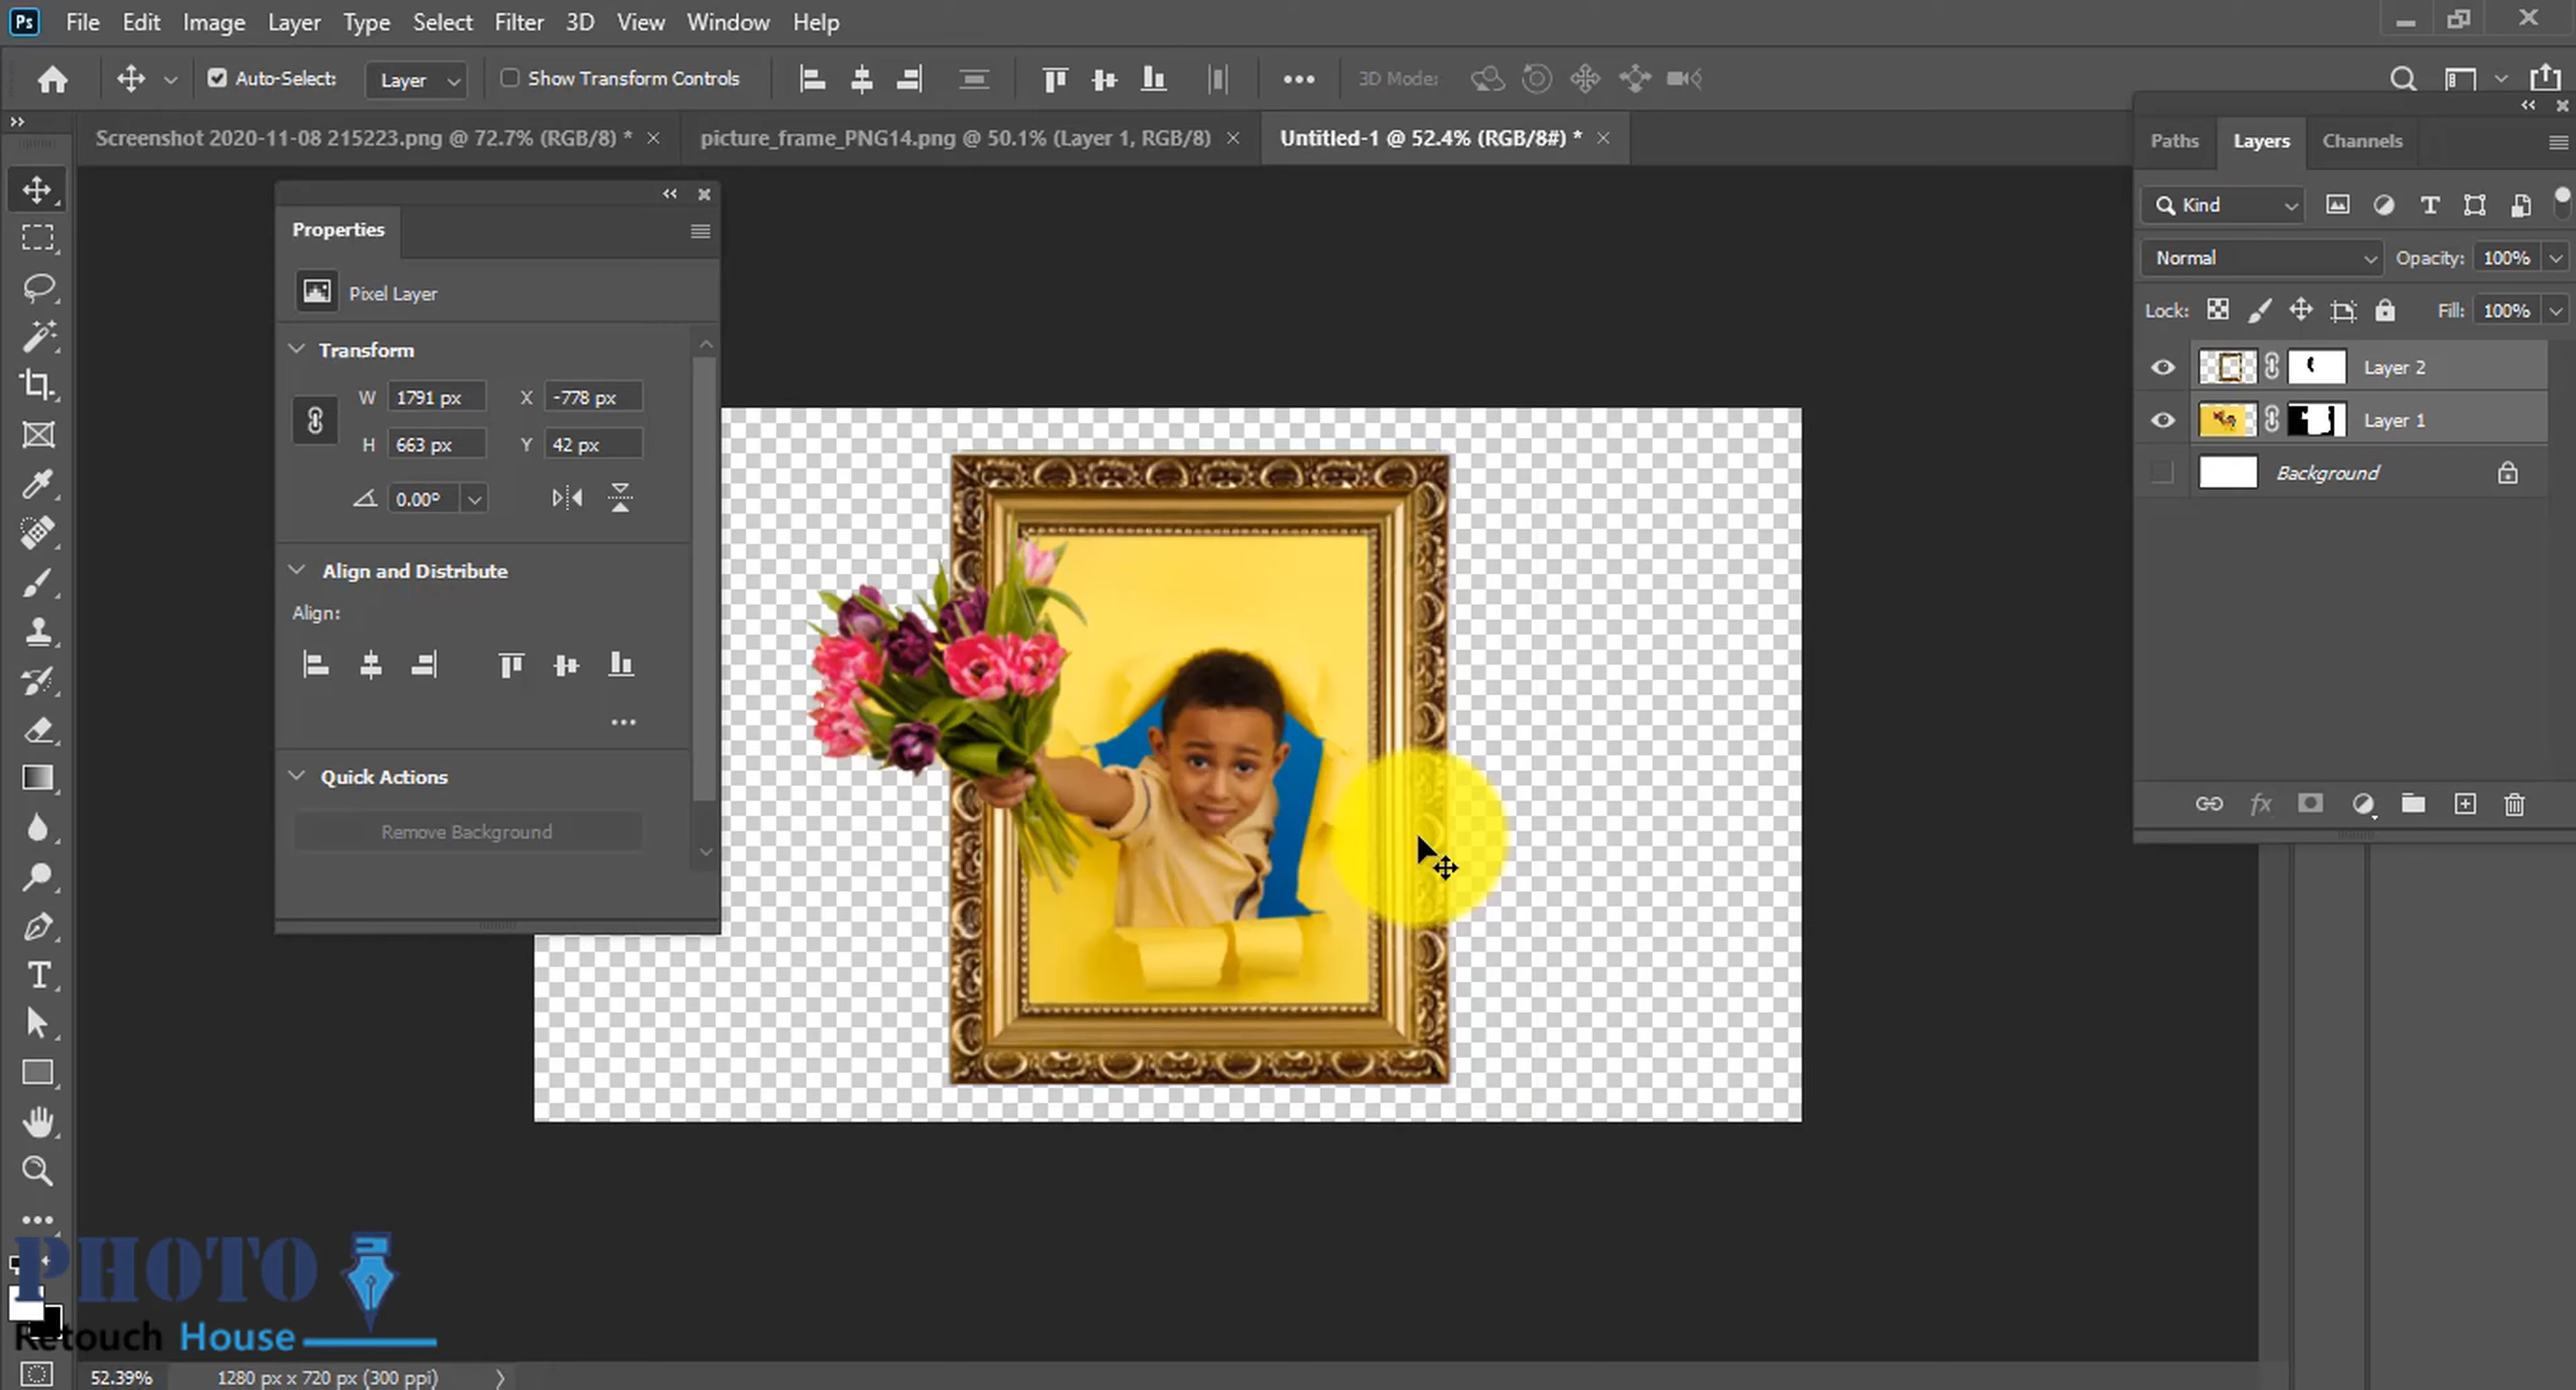 Ps File Edit Image Layer Type Select Filter 3D View Window Help
Auto-Select: Layer Show Transform Controls 3D Mode:
Screenshot 2020-11-08 215223.png @ 72.7% (RGB/8) * picture_frame_PNG14.png @ 50.1% (Layer 1, RGB/8) Untitled-1 @ 52.4% (RGB/8#) *
Properties
Pixel Layer
Transform
W 1791 px X -778 px
H 663 px Y 42 px
0.00°
Align and Distribute
Align:
Quick Actions
Remove Background
Paths Layers Channels
Kind
Normal Opacity: 100%
Lock: Fill: 100%
Layer 2
Layer 1
Background
PHOTO
Retouch House
52.39% 1280 px x 720 px (300 ppi)